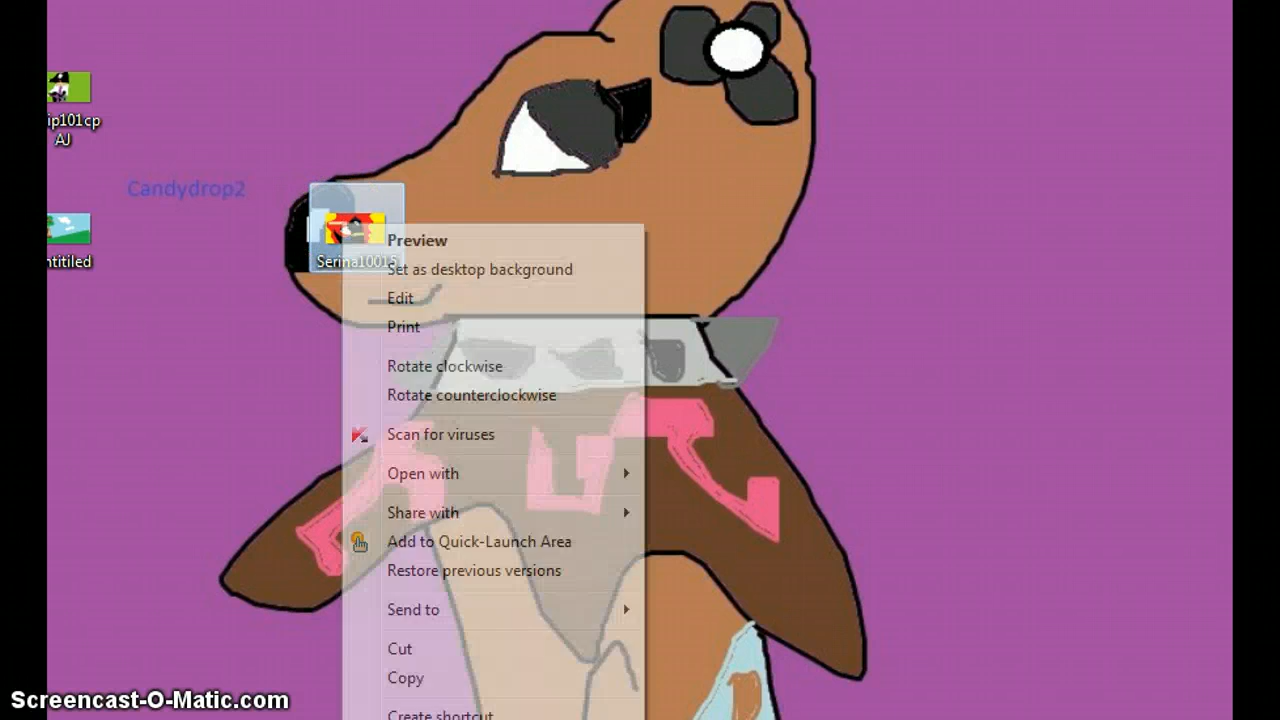 ip101cp
AJ
Candydrop2
ntitled
Serina10015
Preview
Set as desktop background
Edit
Print
Rotate clockwise
Rotate counterclockwise
Scan for viruses
Open with
Share with
Add to Quick-Launch Area
Restore previous versions
Send to
Cut
Copy
Create shortcut
Screencast-O-Matic.com